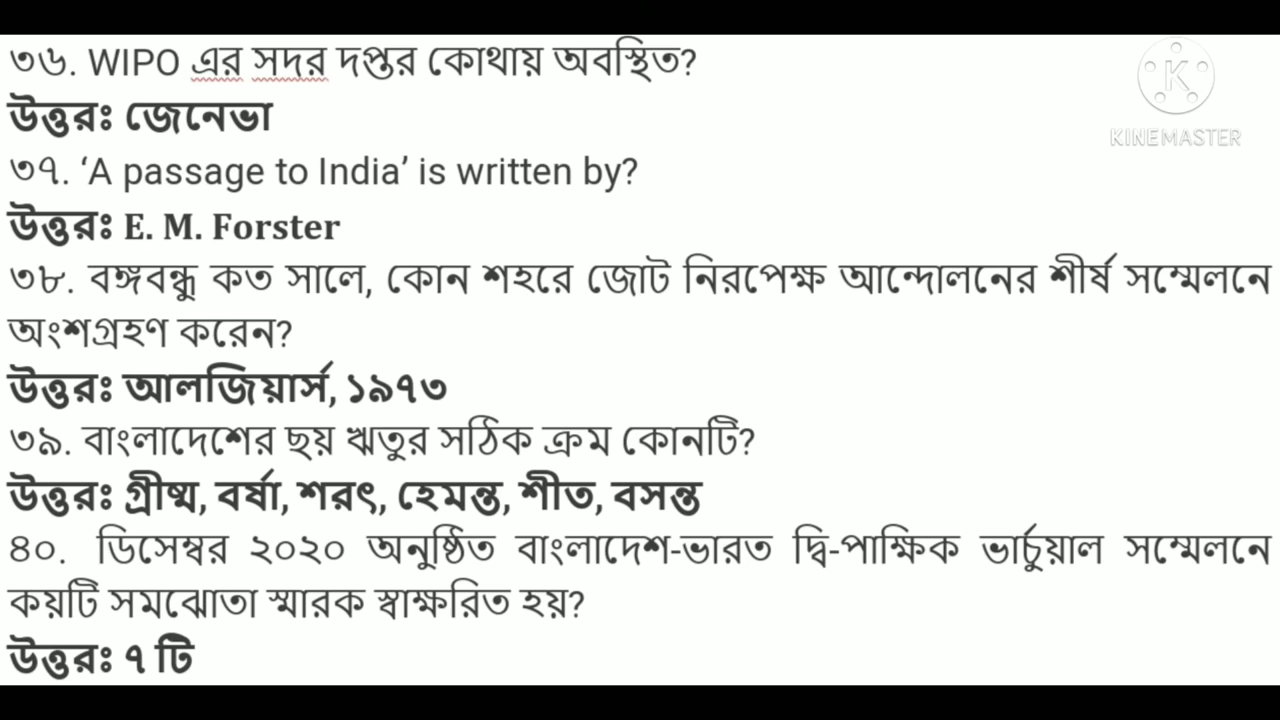 ৩৬. WIPO এর সদর দপ্তর কোথায় অবস্থিত?
উত্তরঃ জেনেভা
৩৭. ‘A passage to India’ is written by?
উত্তরঃ E. M. Forster
৩৮. বঙ্গবন্ধু কত সালে, কোন শহরে জোট নিরপেক্ষ আন্দোলনের শীর্ষ সম্মেলনে
অংশগ্রহণ করেন?
উত্তরঃ আলজিয়ার্স, ১৯৭৩
৩৯. বাংলাদেশের ছয় ঋতুর সঠিক ক্রম কোনটি?
উত্তরঃ গ্রীষ্ম, বর্ষা, শরৎ, হেমন্ত, শীত, বসন্ত
৪০. ডিসেম্বর ২০২০ অনুষ্ঠিত বাংলাদেশ-ভারত দ্বি-পাক্ষিক ভার্চুয়াল সম্মেলনে
কয়টি সমঝোতা স্মারক স্বাক্ষরিত হয়?
উত্তরঃ ৭ টি
K
KINEMASTER